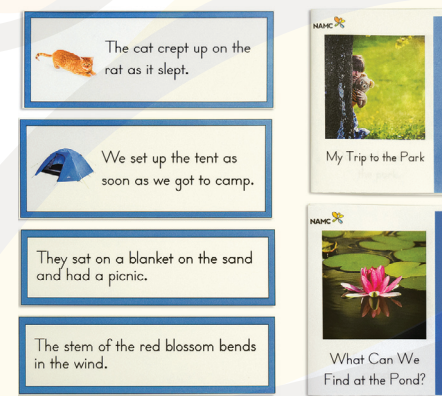 The cat crept up on the
rat as it slept.
We set up the tent as
soon as we got to camp.
They sat on a blanket on the sand
and had a picnic.
The stem of the red blossom bends
in the wind.
NAMC
My Trip to the Park
NAMC
What Can We
Find at the Pond?